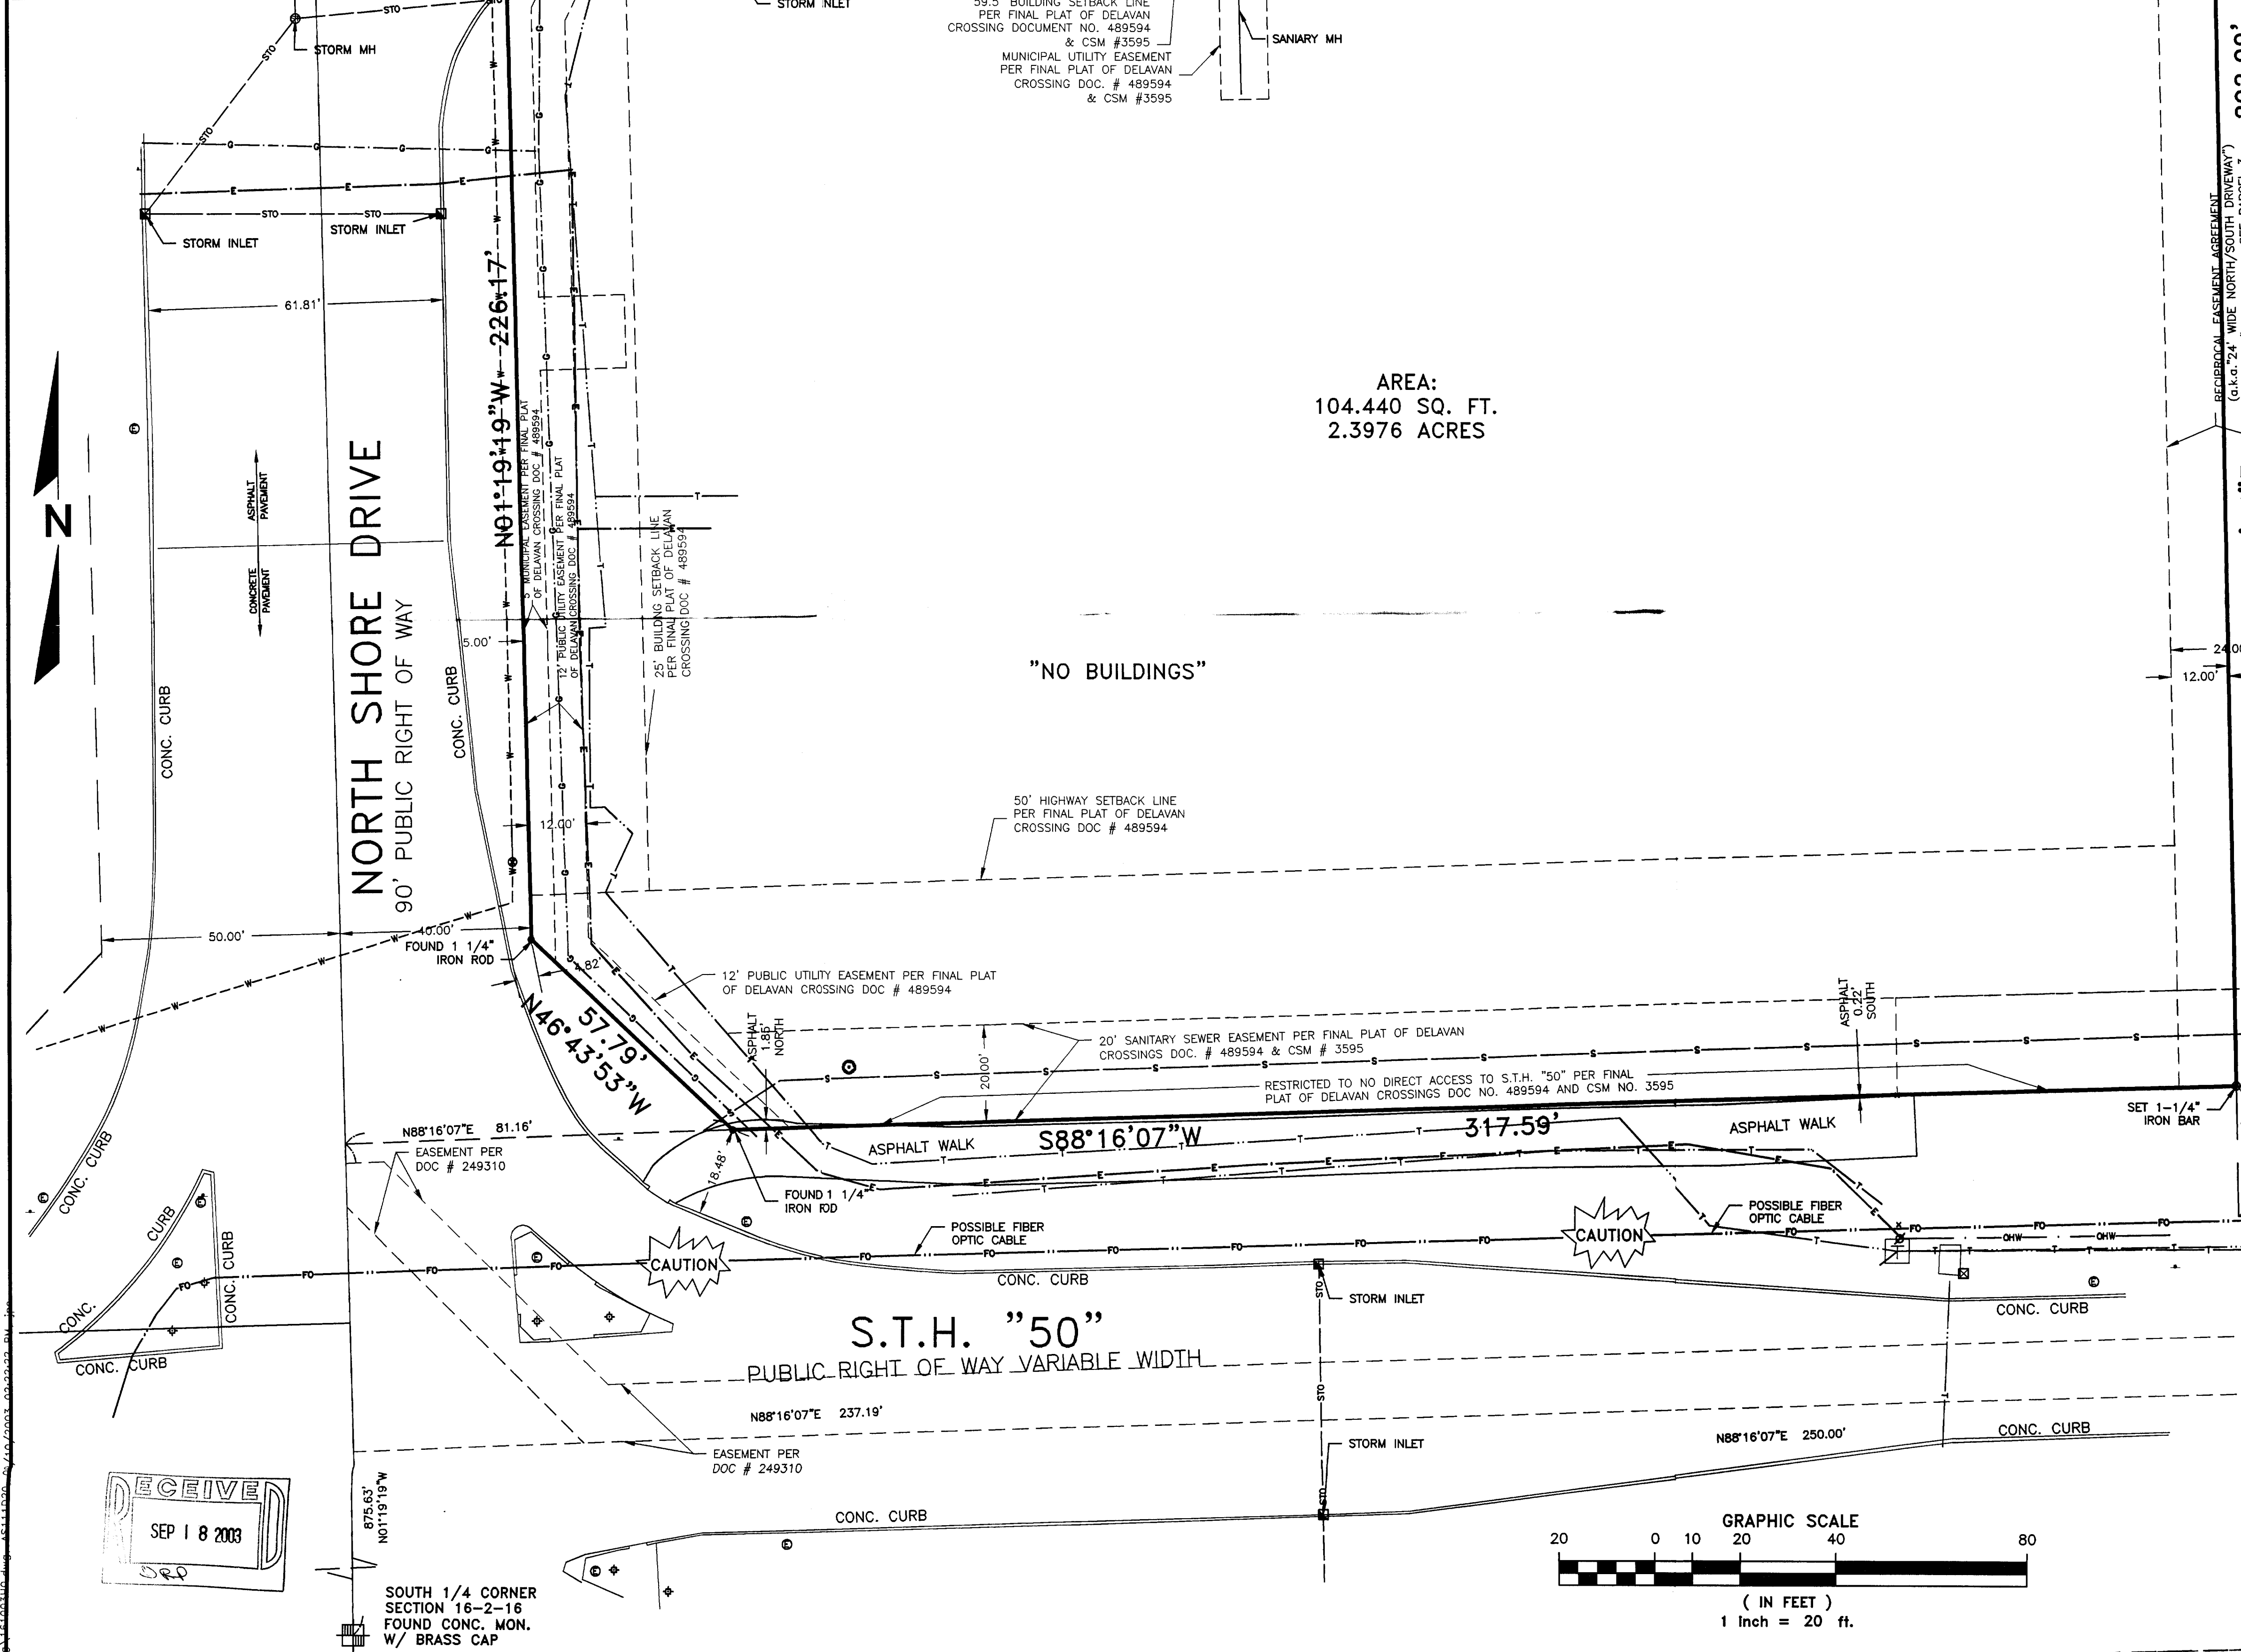 STO
STORM MH
STORM INLET
59.5' BUILDING SETBACK LINE
PER FINAL PLAT OF DELAVAN
CROSSING DOCUMENT NO. 489594
& CSM #3595
MUNICIPAL UTILITY EASEMENT
PER FINAL PLAT OF DELAVAN
CROSSING DOC. # 489594
& CSM #3595
SANIARY MH
STORM INLET
STORM INLET
61.81'
N01°19'19"W 226.17'
AREA:
104.440 SQ. FT.
2.3976 ACRES
RECIPROCAL EASEMENT AGREEMENT
(a.k.a."24' WIDE NORTH/SOUTH DRIVEWAY")
N
ASPHALT
PAVEMENT
CONCRETE
PAVEMENT
NORTH SHORE DRIVE
90' PUBLIC RIGHT OF WAY
CONC. CURB
CONC. CURB
5' MUNICIPAL EASEMENT PER FINAL PLAT
OF DELAVAN CROSSING DOC # 489594
12' PUBLIC UTILITY EASEMENT PER FINAL PLAT
OF DELAVAN CROSSING DOC # 489594
25' BUILDING SETBACK LINE
PER FINAL PLAT OF DELAVAN
CROSSING DOC # 489594
5.00'
"NO BUILDINGS"
12.00'
50' HIGHWAY SETBACK LINE
PER FINAL PLAT OF DELAVAN
CROSSING DOC # 489594
12.00'
50.00'
40.00'
FOUND 1 1/4"
IRON ROD
4.82'
12' PUBLIC UTILITY EASEMENT PER FINAL PLAT
OF DELAVAN CROSSING DOC # 489594
57.79'
N46°43'53"W
ASPHALT
1.85'
NORTH
20.00'
20' SANITARY SEWER EASEMENT PER FINAL PLAT OF DELAVAN
CROSSINGS DOC. # 489594 & CSM # 3595
ASPHALT
0.22'
SOUTH
RESTRICTED TO NO DIRECT ACCESS TO S.T.H. "50" PER FINAL
PLAT OF DELAVAN CROSSINGS DOC NO. 489594 AND CSM NO. 3595
SET 1-1/4"
IRON BAR
N88°16'07"E 81.16'
EASEMENT PER
DOC # 249310
ASPHALT WALK
S88°16'07"W
317.59'
ASPHALT WALK
18.48'
FOUND 1 1/4"
IRON ROD
CONC. CURB
CURB
CONC. CURB
CONC.
CONC. CURB
POSSIBLE FIBER
OPTIC CABLE
CAUTION
CAUTION
POSSIBLE FIBER
OPTIC CABLE
FO
OHW
OHW
CONC. CURB
STORM INLET
CONC. CURB
S.T.H. "50"
PUBLIC RIGHT OF WAY VARIABLE WIDTH
N88°16'07"E 237.19'
EASEMENT PER
DOC # 249310
STORM INLET
N88°16'07"E 250.00'
CONC. CURB
CONC. CURB
RECEIVED
SEP 18 2003
875.63'
N01°19'19"W
SOUTH 1/4 CORNER
SECTION 16-2-16
FOUND CONC. MON.
W/ BRASS CAP
GRAPHIC SCALE
20 0 10 20 40 80
( IN FEET )
1 inch = 20 ft.